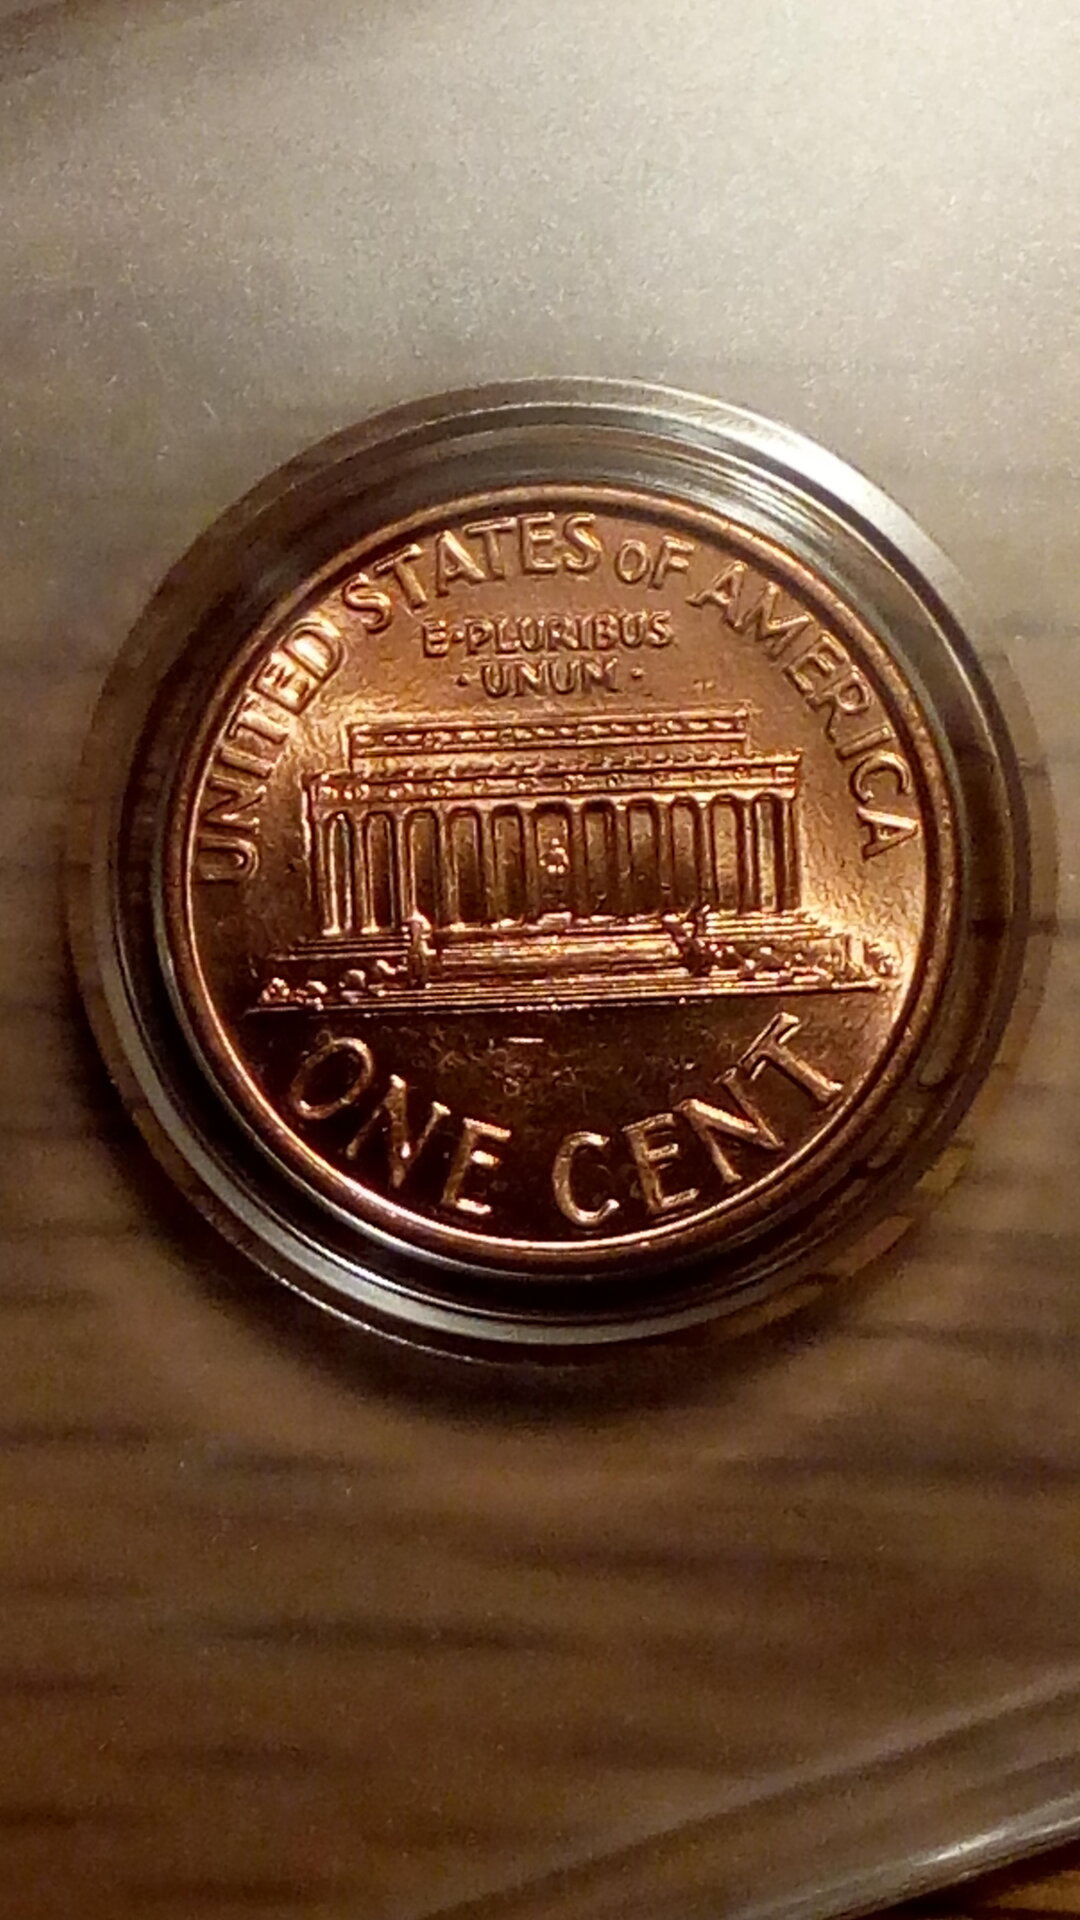 UNITED STATES OF AMERICA
E·PLURIBUS
·UNUM·
ONE CENT